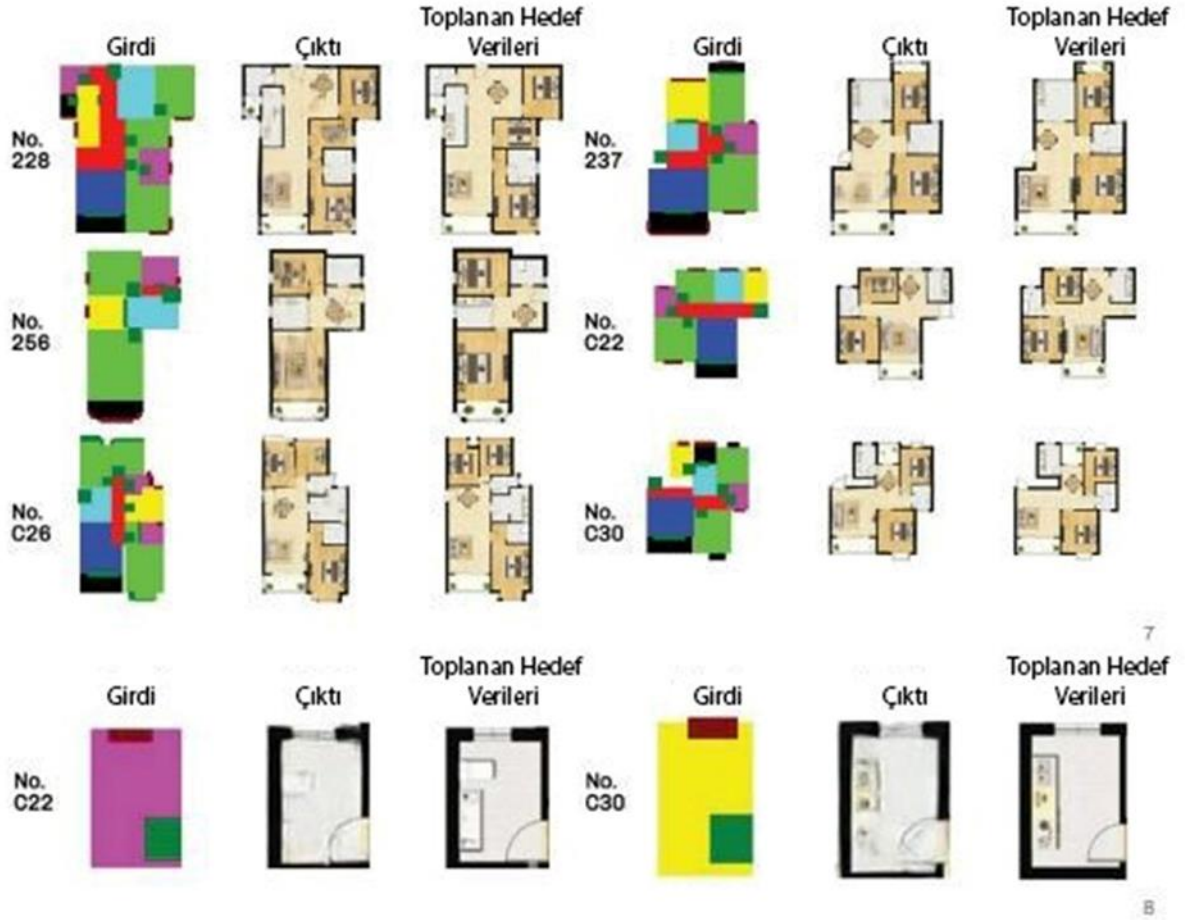 Girdi Çıktı Toplanan Hedef Verileri Girdi Çıktı Toplanan Hedef Verileri
No. 228
No. 237
No. 256
No. C22
No. C26
No. C30
7
Girdi Çıktı Toplanan Hedef Verileri Girdi Çıktı Toplanan Hedef Verileri
No. C22
No. C30
8